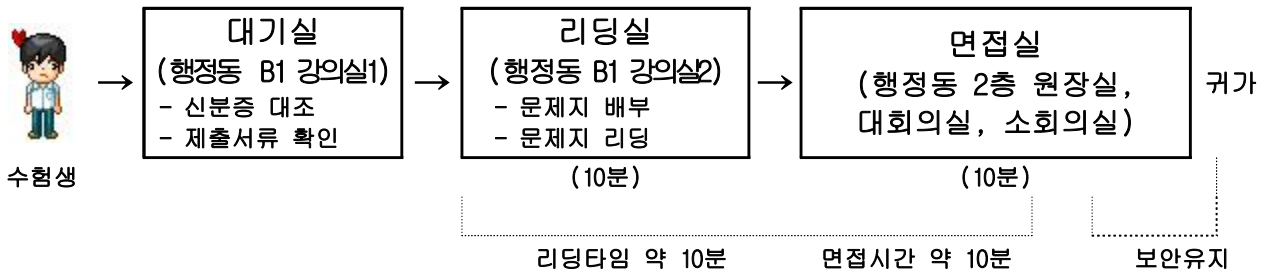 수험생
→
대기실
(행정동 B1 강의실1)
- 신분증 대조
- 제출서류 확인
→
리딩실
(행정동 B1 강의실2)
- 문제지 배부
- 문제지 리딩
(10분)
→
면접실
(행정동 2층 원장실,
대회의실, 소회의실)
(10분)
귀가
리딩타임 약 10분
면접시간 약 10분
보안유지